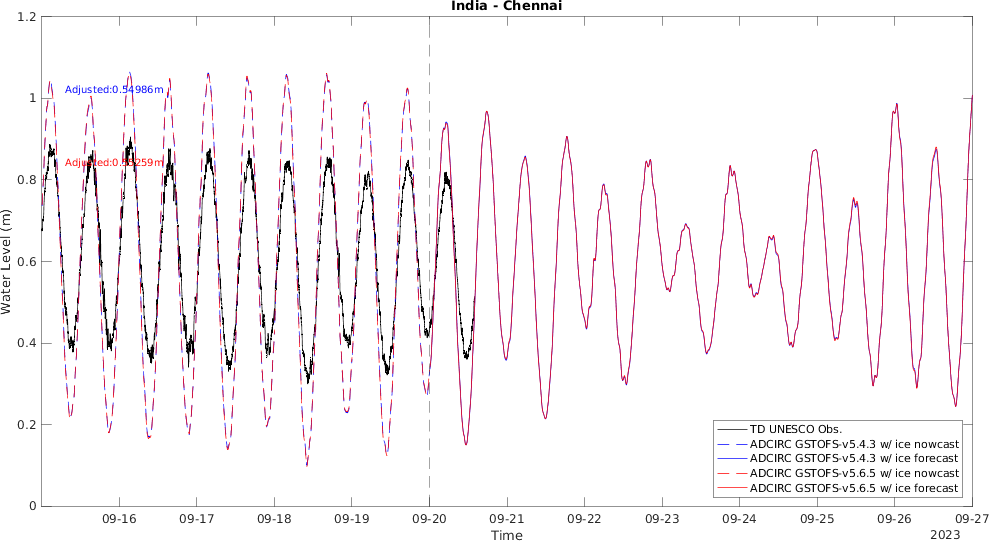 India - Chennai
1.2
1
0.8
0.6
0.4
0.2
0
Water Level (m)
Adjusted:0.54986m
TD UNESCO Obs.
ADCIRC GSTOFS-v5.4.3 w/ ice nowcast
ADCIRC GSTOFS-v5.4.3 w/ ice forecast
ADCIRC GSTOFS-v5.6.5 w/ ice nowcast
ADCIRC GSTOFS-v5.6.5 w/ ice forecast
09-16
09-17
09-18
09-19
09-20
09-21
09-22
09-23
09-24
09-25
09-26
09-27
Time
2023